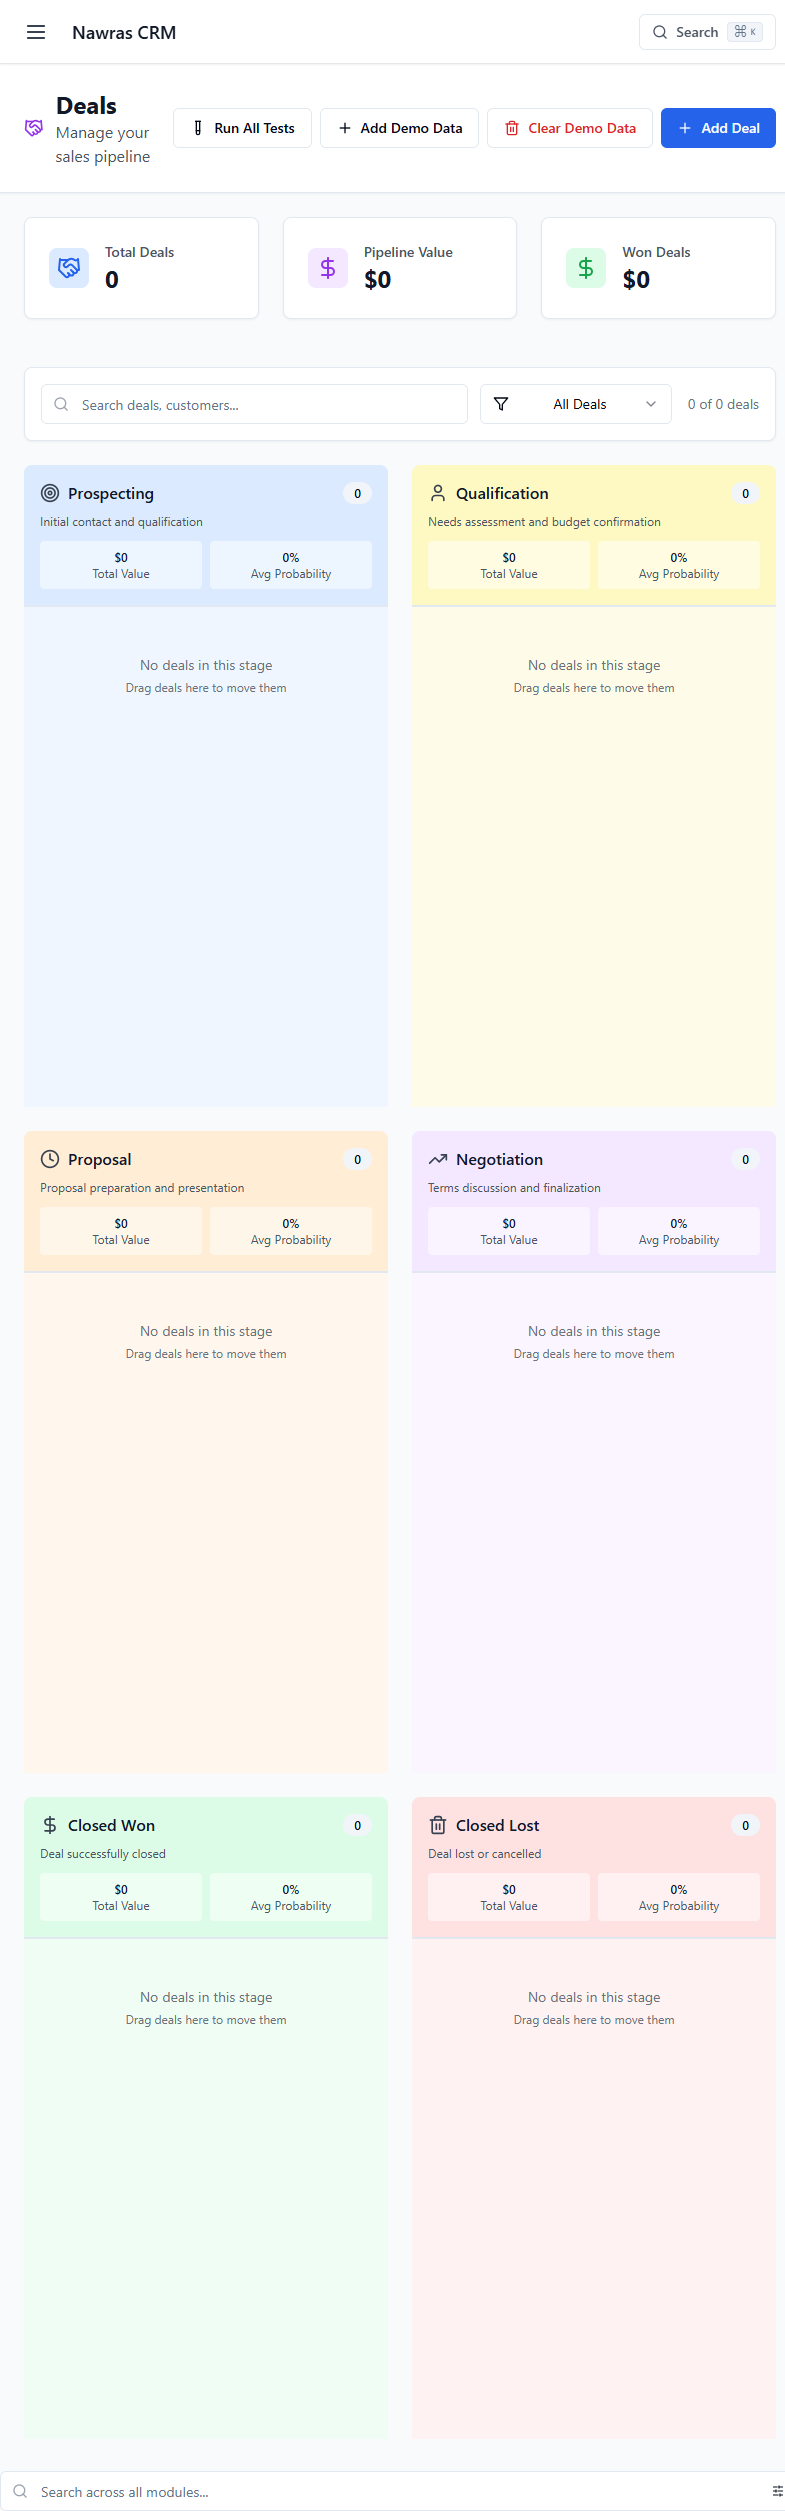 Nawras CRM
Search ⌘ K
Deals
Manage your
sales pipeline
Run All Tests
Add Demo Data
Clear Demo Data
Add Deal
Total Deals
0
Pipeline Value
$0
Won Deals
$0
Search deals, customers...
All Deals
0 of 0 deals
Prospecting 0
Initial contact and qualification
$0
Total Value
0%
Avg Probability
No deals in this stage
Drag deals here to move them
Qualification 0
Needs assessment and budget confirmation
$0
Total Value
0%
Avg Probability
No deals in this stage
Drag deals here to move them
Proposal 0
Proposal preparation and presentation
$0
Total Value
0%
Avg Probability
No deals in this stage
Drag deals here to move them
Negotiation 0
Terms discussion and finalization
$0
Total Value
0%
Avg Probability
No deals in this stage
Drag deals here to move them
Closed Won 0
Deal successfully closed
$0
Total Value
0%
Avg Probability
No deals in this stage
Drag deals here to move them
Closed Lost 0
Deal lost or cancelled
$0
Total Value
0%
Avg Probability
No deals in this stage
Drag deals here to move them
Search across all modules...